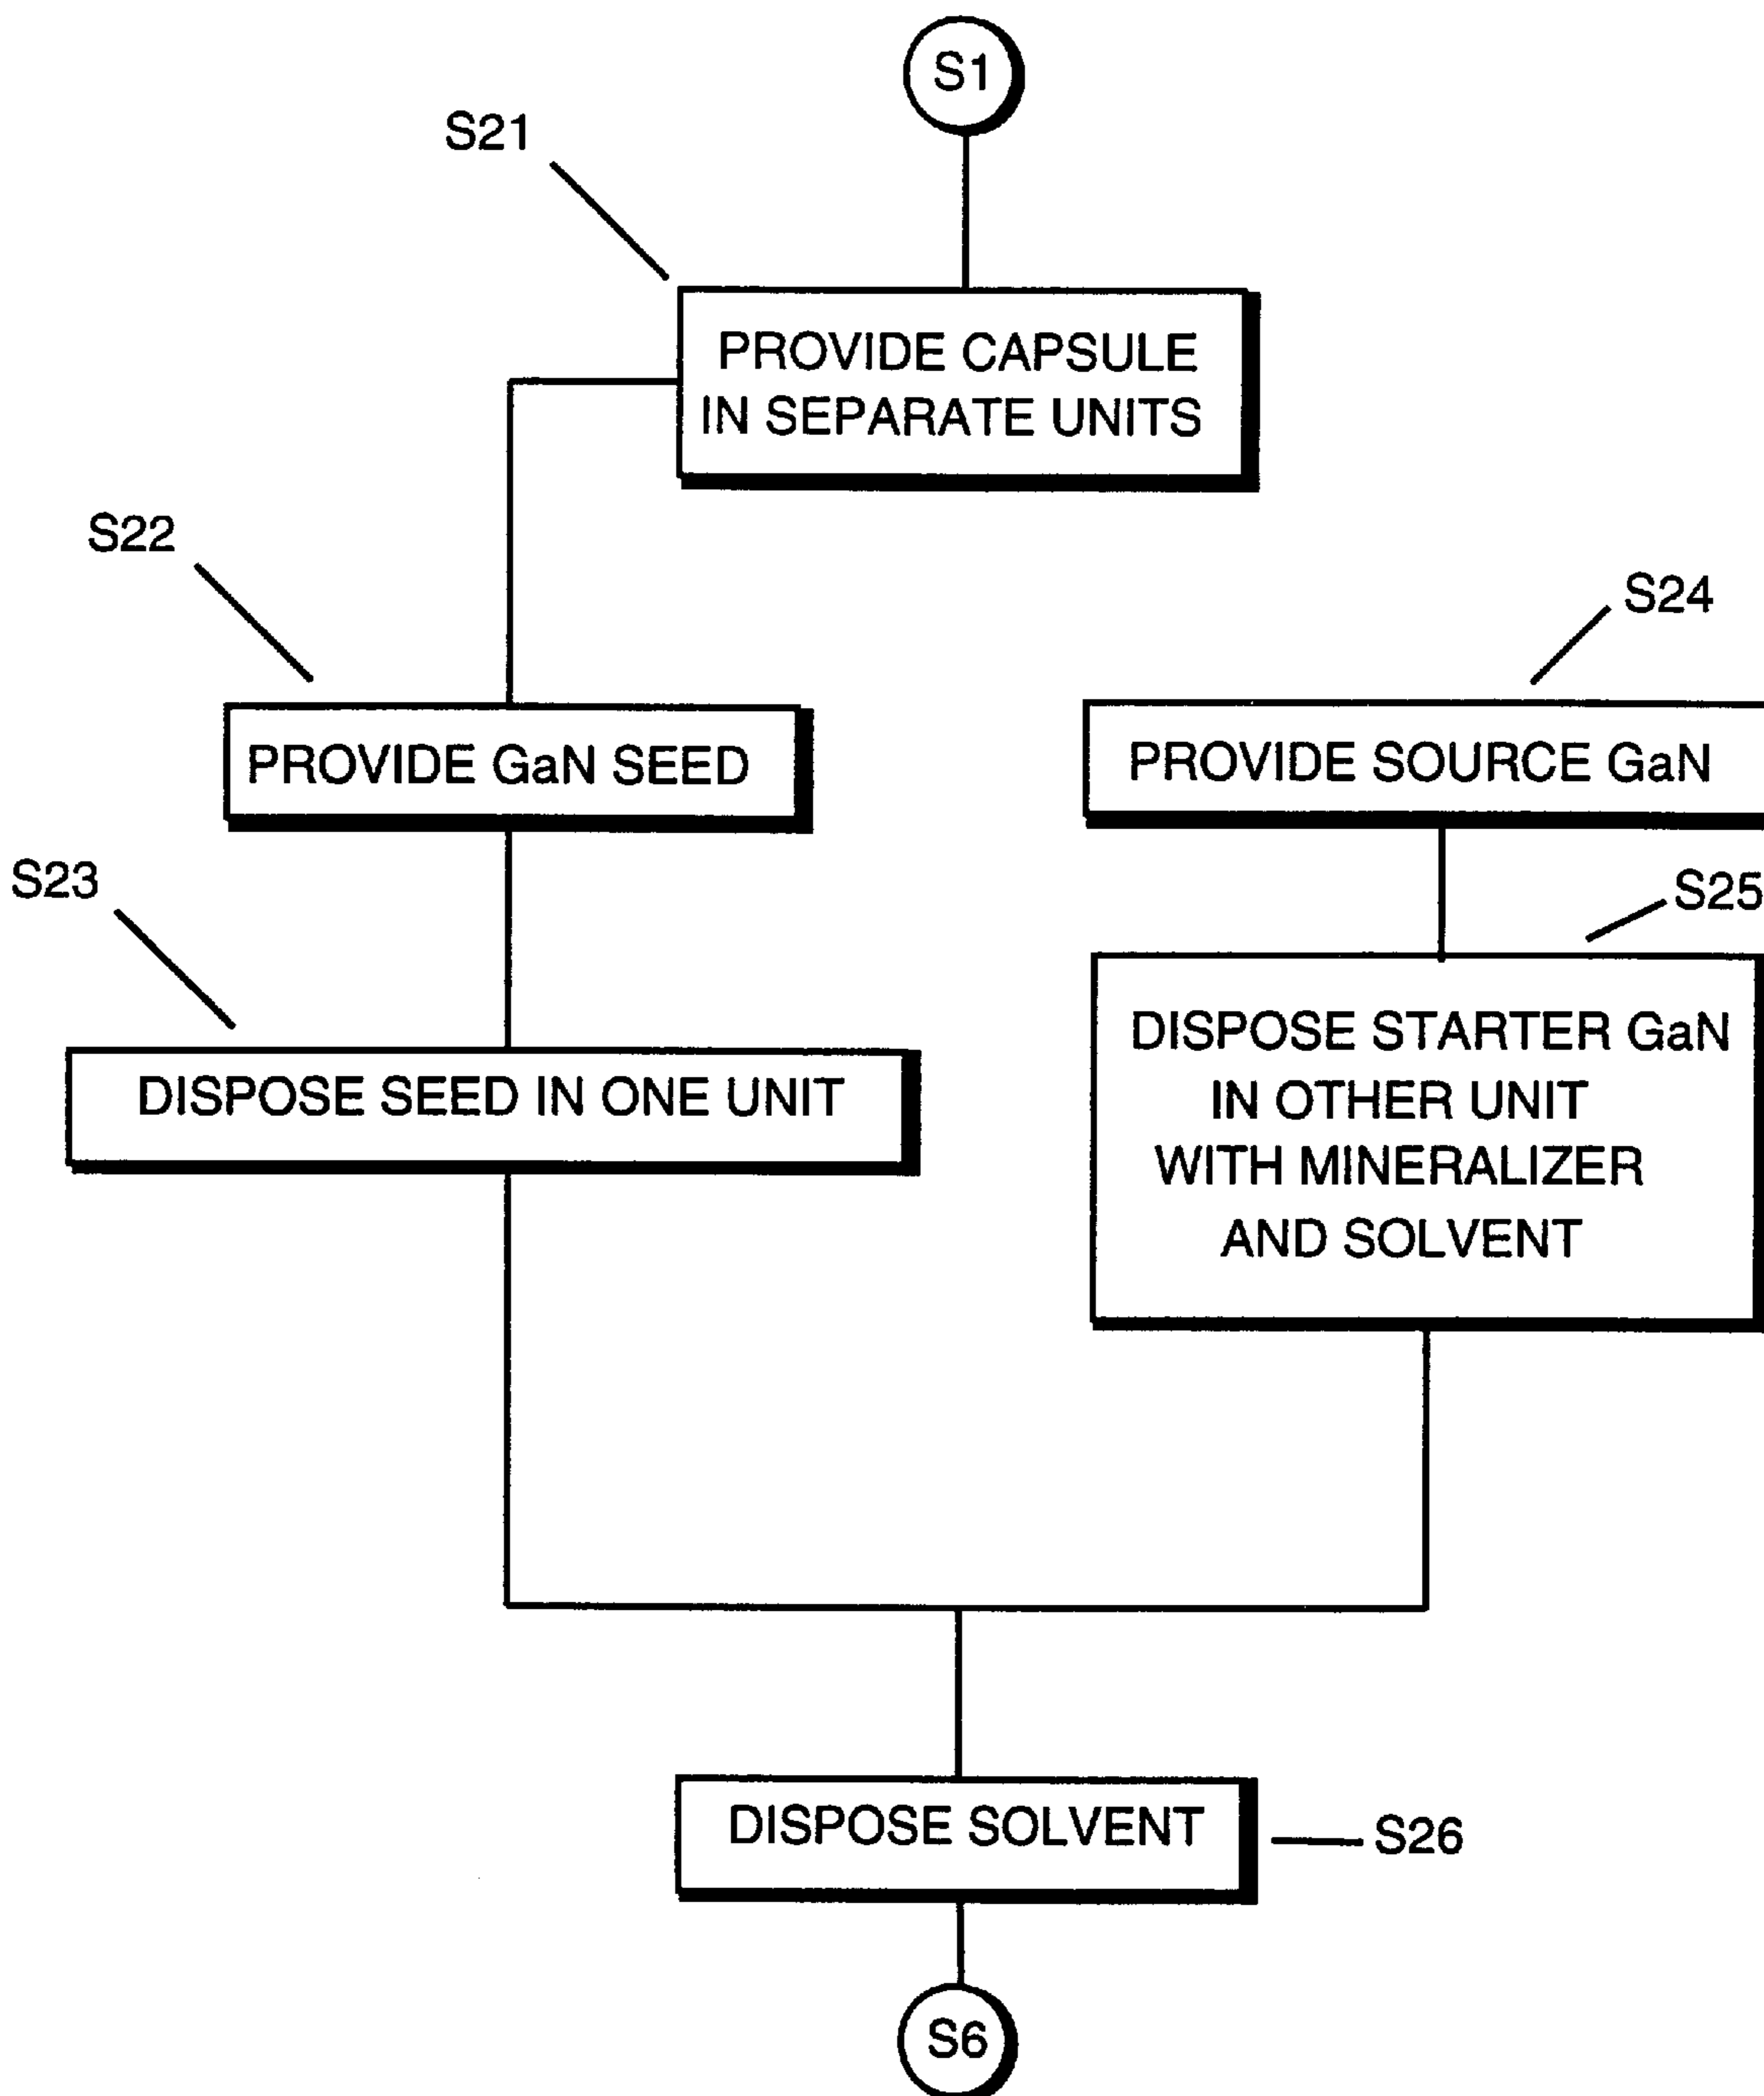 S1
S21
PROVIDE CAPSULE
IN SEPARATE UNITS
S22
PROVIDE GaN SEED
S23
DISPOSE SEED IN ONE UNIT
S24
PROVIDE SOURCE GaN
S25
DISPOSE STARTER GaN
IN OTHER UNIT
WITH MINERALIZER
AND SOLVENT
DISPOSE SOLVENT
S26
S6